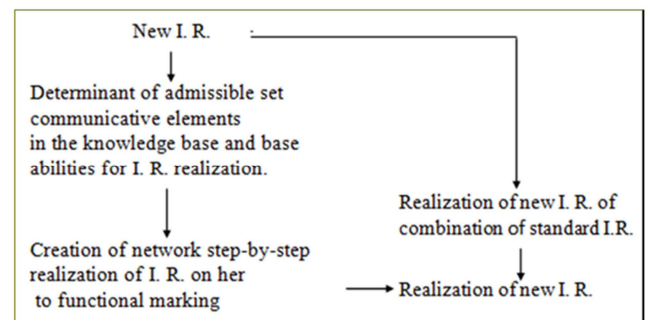 New I. R.
Determinant of admissible set
communicative elements
in the knowledge base and base
abilities for I. R. realization.
Creation of network step-by-step
realization of I. R. on her
to functional marking
Realization of new I. R. of
combination of standard I.R.
Realization of new I. R.